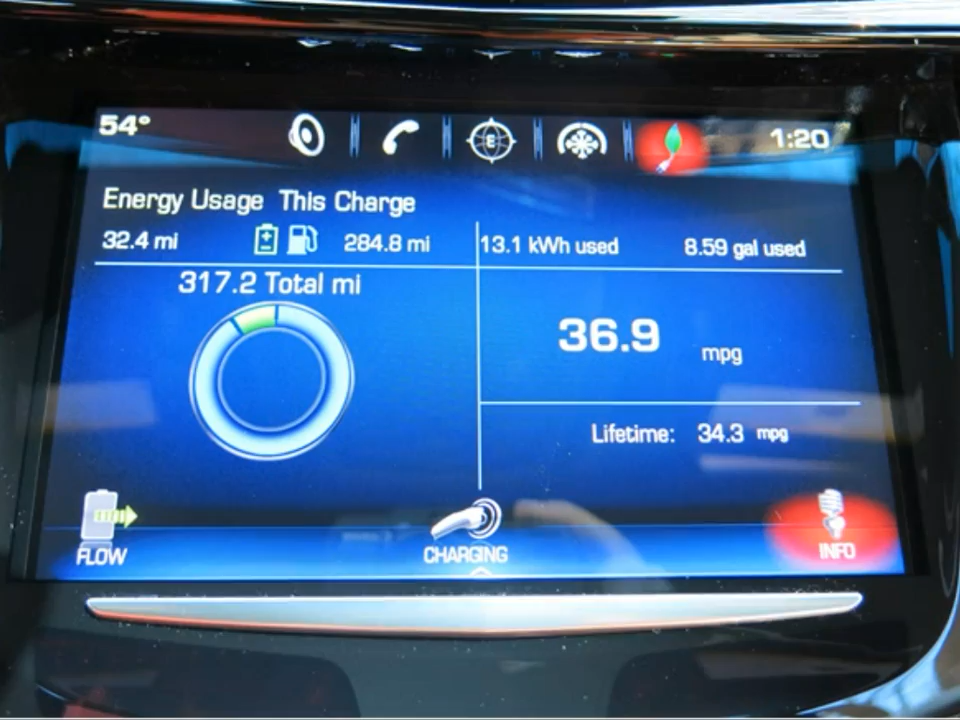 54° 1:20
Energy Usage This Charge
32.4 mi 284.8 mi 13.1 kWh used 8.59 gal used
317.2 Total mi
36.9 mpg
Lifetime: 34.3 mpg
FLOW CHARGING INFO